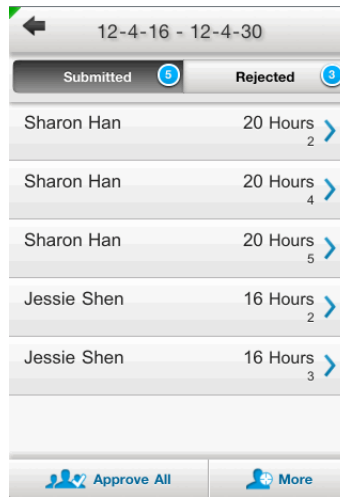 12-4-16 - 12-4-30
Submitted 5 Rejected 3
Sharon Han 20 Hours
2
Sharon Han 20 Hours
4
Sharon Han 20 Hours
5
Jessie Shen 16 Hours
2
Jessie Shen 16 Hours
3
Approve All More